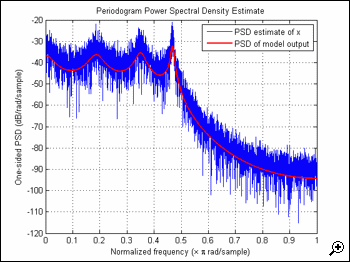 Periodogram Power Spectral Density Estimate
PSD estimate of x
PSD of model output
One-sided PSD (dB/rad/sample)
-20
-30
-40
-50
-60
-70
-80
-90
-100
-110
-120
0 0.1 0.2 0.3 0.4 0.5 0.6 0.7 0.8 0.9 1
Normalized frequency (× π rad/sample)